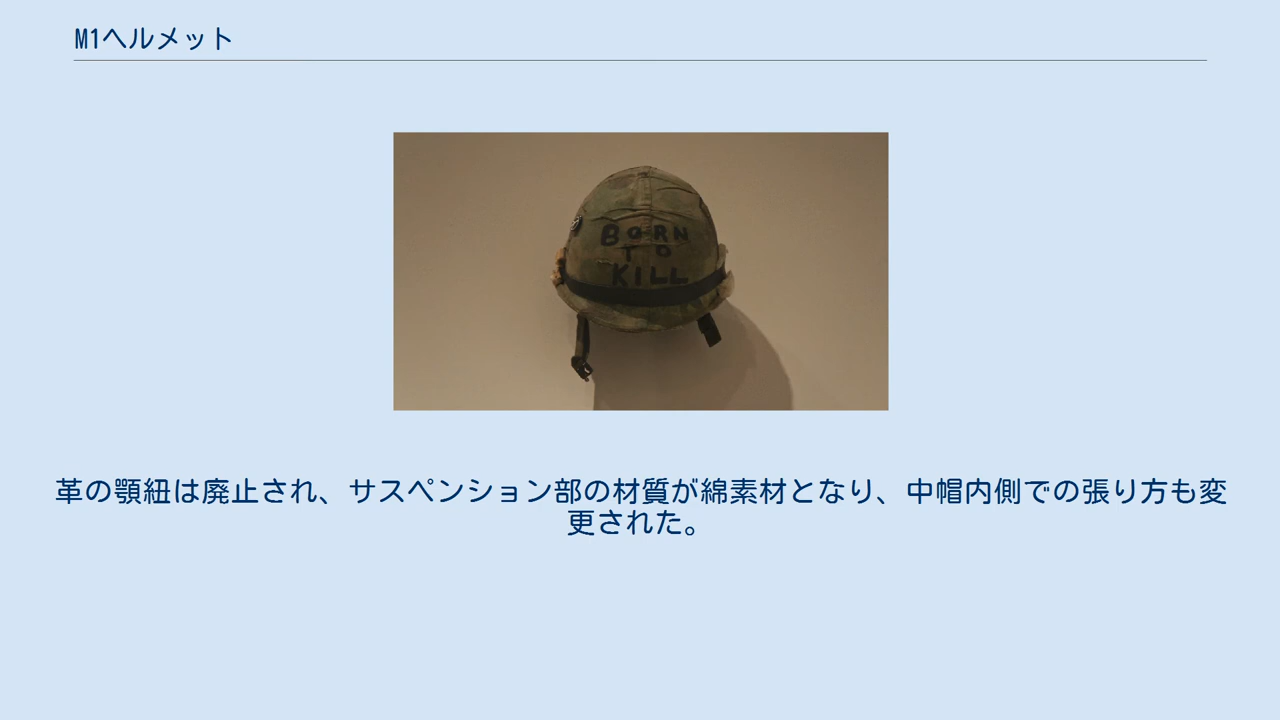 M1ヘルメット
BORN
TO
KILL
革の顎紐は廃止され、サスペンション部の材質が綿素材となり、中帽内側での張り方も変
更された。